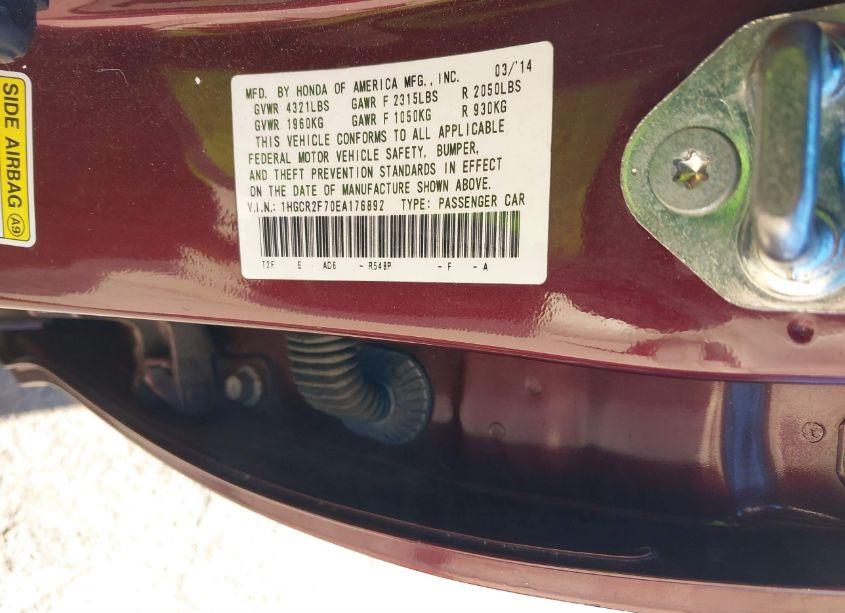 SIDE AIRBAG A9
MFD. BY HONDA OF AMERICA MFG., INC. 03/'14
GVWR 4321LBS GAWR F 2315LBS R 2050LBS
GVWR 1960KG GAWR F 1050KG R 930KG
THIS VEHICLE CONFORMS TO ALL APPLICABLE
FEDERAL MOTOR VEHICLE SAFETY, BUMPER,
AND THEFT PREVENTION STANDARDS IN EFFECT
ON THE DATE OF MANUFACTURE SHOWN ABOVE.
V.I.N.: 1HGCR2F70EA176892 TYPE: PASSENGER CAR
T2F E AD6 - R548P - F - A